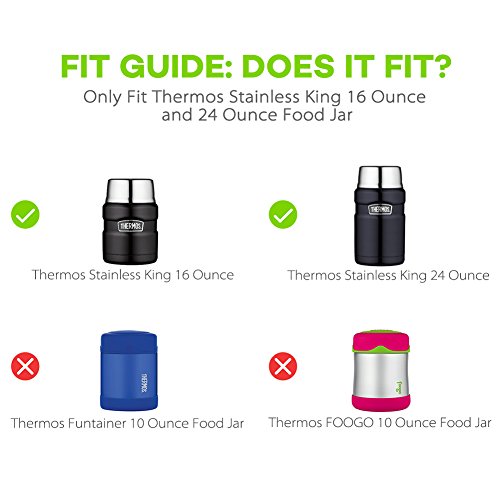 FIT GUIDE: DOES IT FIT?
Only Fit Thermos Stainless King 16 Ounce
and 24 Ounce Food Jar
THERMOS
THERMOS
Thermos Stainless King 16 Ounce
Thermos Stainless King 24 Ounce
THERMOS
Thermos Funtainer 10 Ounce Food Jar
Thermos FOOGO 10 Ounce Food Jar